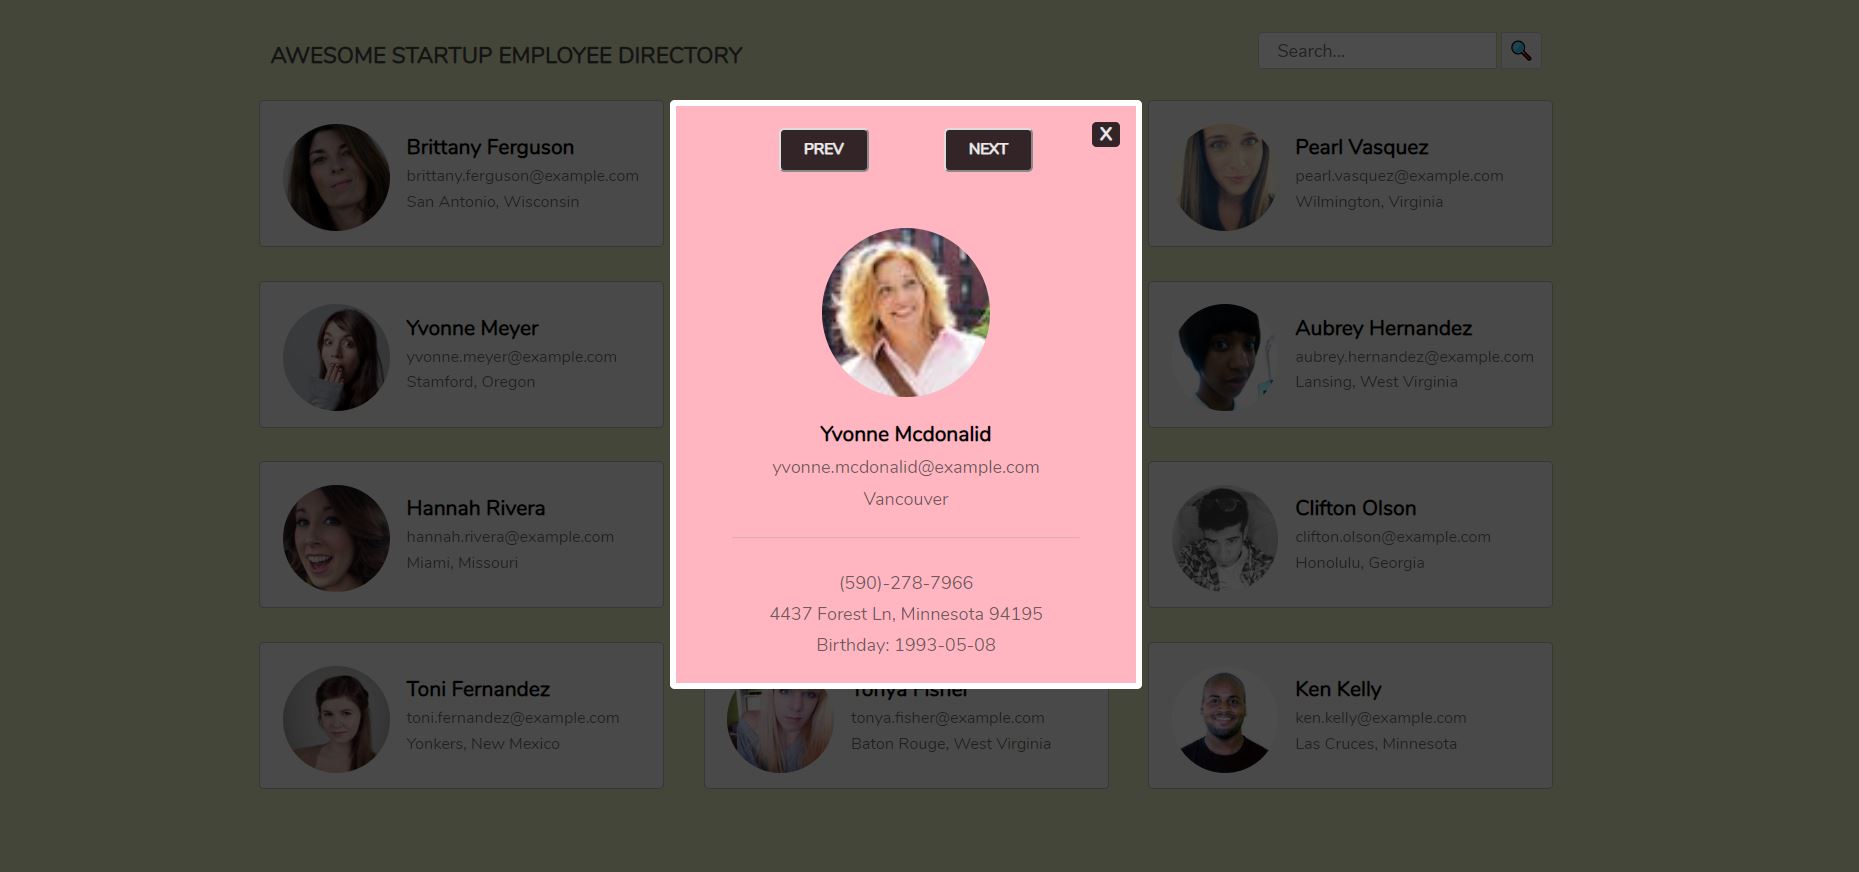 AWESOME STARTUP EMPLOYEE DIRECTORY
Search...
Brittany Ferguson
brittany.ferguson@example.com
San Antonio, Wisconsin
PREV
NEXT
X
Yvonne Mcdonalid
yvonne.mcdonalid@example.com
Vancouver
(590)-278-7966
4437 Forest Ln, Minnesota 94195
Birthday: 1993-05-08
Pearl Vasquez
pearl.vasquez@example.com
Wilmington, Virginia
Yvonne Meyer
yvonne.meyer@example.com
Stamford, Oregon
Aubrey Hernandez
aubrey.hernandez@example.com
Lansing, West Virginia
Hannah Rivera
hannah.rivera@example.com
Miami, Missouri
Clifton Olson
clifton.olson@example.com
Honolulu, Georgia
Toni Fernandez
toni.fernandez@example.com
Yonkers, New Mexico
Tonya Fisher
tonya.fisher@example.com
Baton Rouge, West Virginia
Ken Kelly
ken.kelly@example.com
Las Cruces, Minnesota